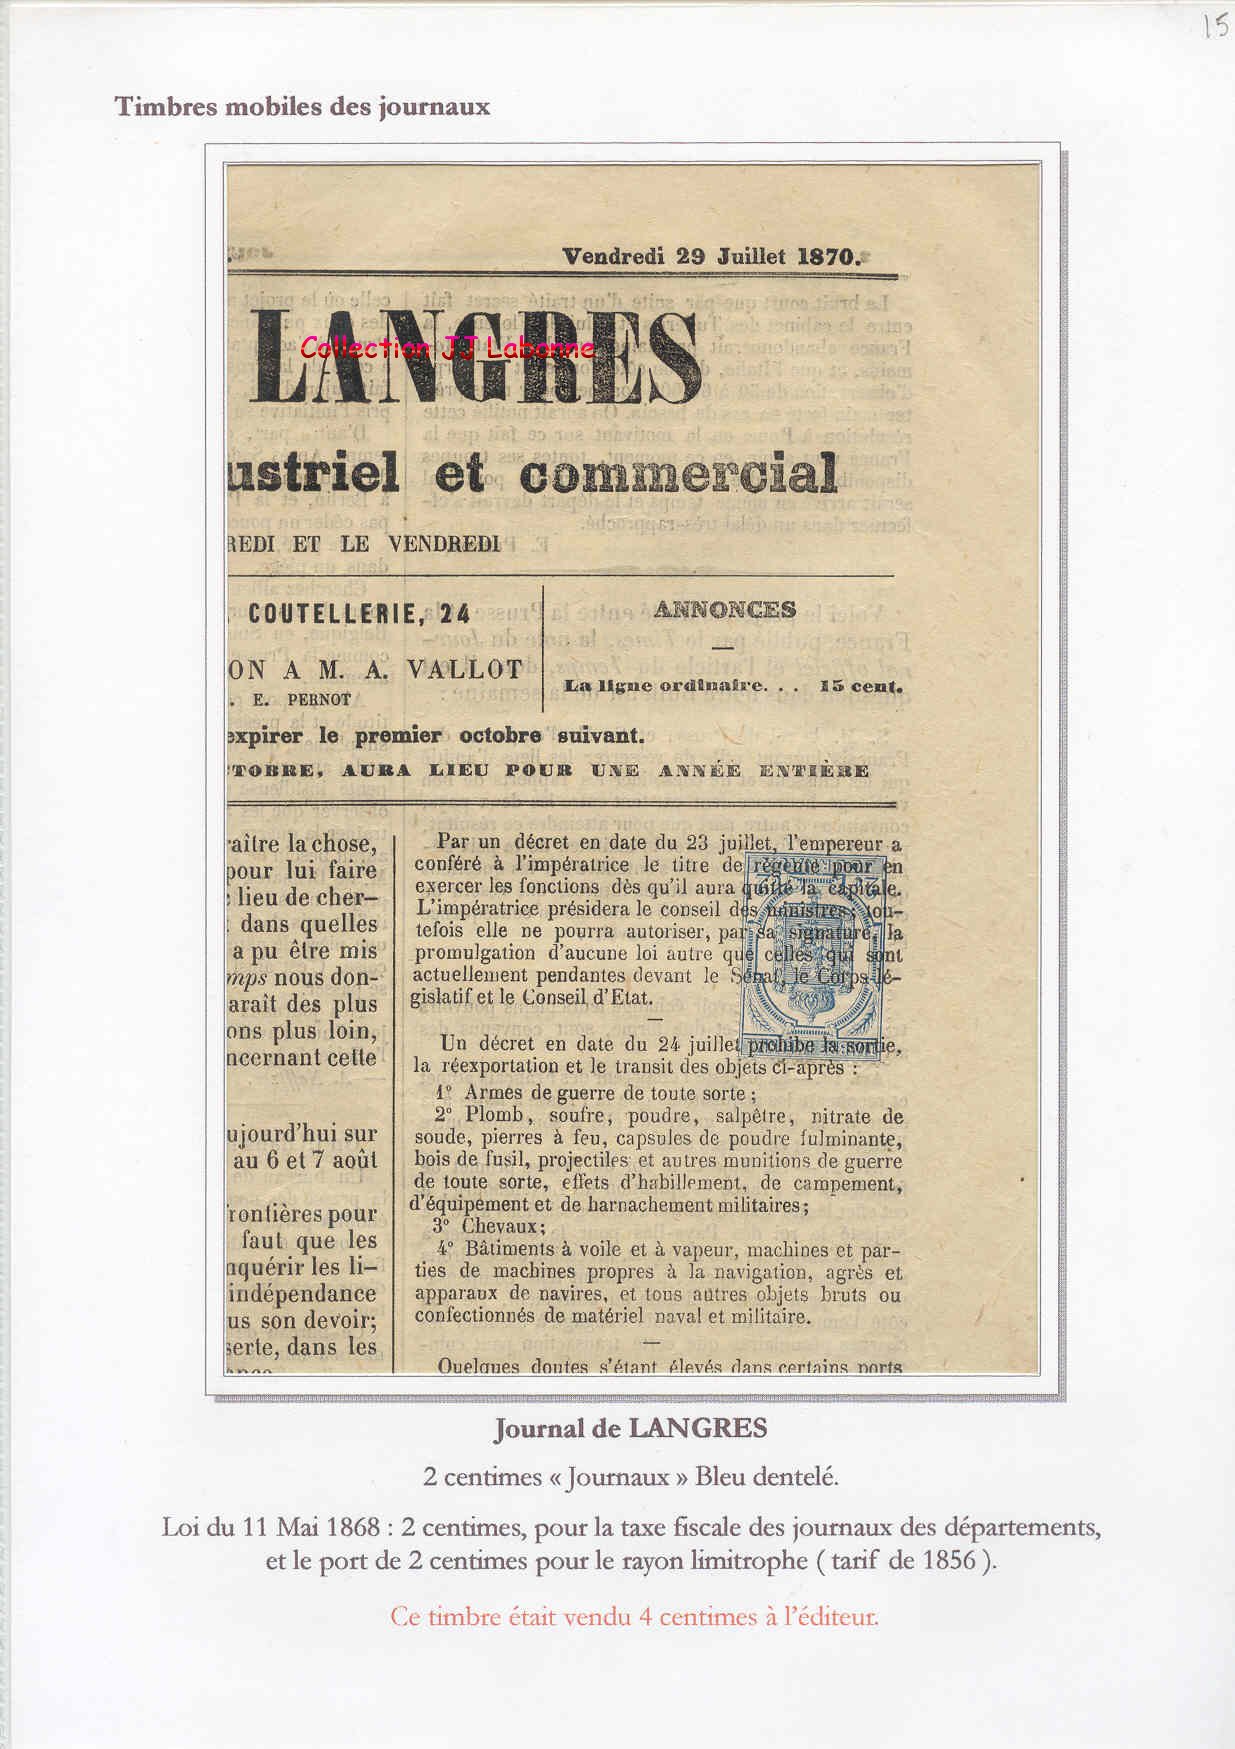 15
Timbres mobiles des journaux
Vendredi 29 Juillet 1870.
LANGRES
Collection JJ Labonne
ustriel et commercial
REDI ET LE VENDREDI
COUTELLERIE, 24
ON A M. A. VALLOT
. E. PERNOT
ANNONCES
La ligne ordinaire. . . 15 cent.
expirer le premier octobre suivant.
TOBRE, AURA LIEU POUR UNE ANNÉE ENTIÈRE
aître la chose,
pour lui faire
lieu de cher-
dans quelles
a pu être mis
mps nous don-
araît des plus
ons plus loin,
ncernant cette
ujourd'hui sur
au 6 et 7 août
rontières pour
faut que les
nquérir les li-
indépendance
us son devoir;
serte, dans les
Par un décret en date du 23 juillet, l'empereur a
conféré à l'impératrice le titre de régente pour en
exercer les fonctions dès qu'il aura quitté la capitale.
L'impératrice présidera le conseil des ministres; tou-
tefois elle ne pourra autoriser, par sa signature, la
promulgation d'aucune loi autre que celles qui sont
actuellement pendantes devant le Sénat, le Corps lé-
gislatif et le Conseil d'Etat.
Un décret en date du 24 juillet prohibe la sortie,
la réexportation et le transit des objets ci-après :
1° Armes de guerre de toute sorte ;
2° Plomb, soufre, poudre, salpêtre, nitrate de
soude, pierres à feu, capsules de poudre fulminante,
bois de fusil, projectiles et autres munitions de guerre
de toute sorte, effets d'habillement, de campement,
d'équipement et de harnachement militaires ;
3° Chevaux ;
4° Bâtiments à voile et à vapeur, machines et par-
ties de machines propres à la navigation, agrès et
apparaux de navires, et tous autres objets bruts ou
confectionnés de matériel naval et militaire.
Quelques doutes s'étant élevés dans certains ports
Journal de LANGRES
2 centimes « Journaux » Bleu dentelé.
Loi du 11 Mai 1868 : 2 centimes, pour la taxe fiscale des journaux des départements,
et le port de 2 centimes pour le rayon limitrophe ( tarif de 1856 ).
Ce timbre était vendu 4 centimes à l'éditeur.